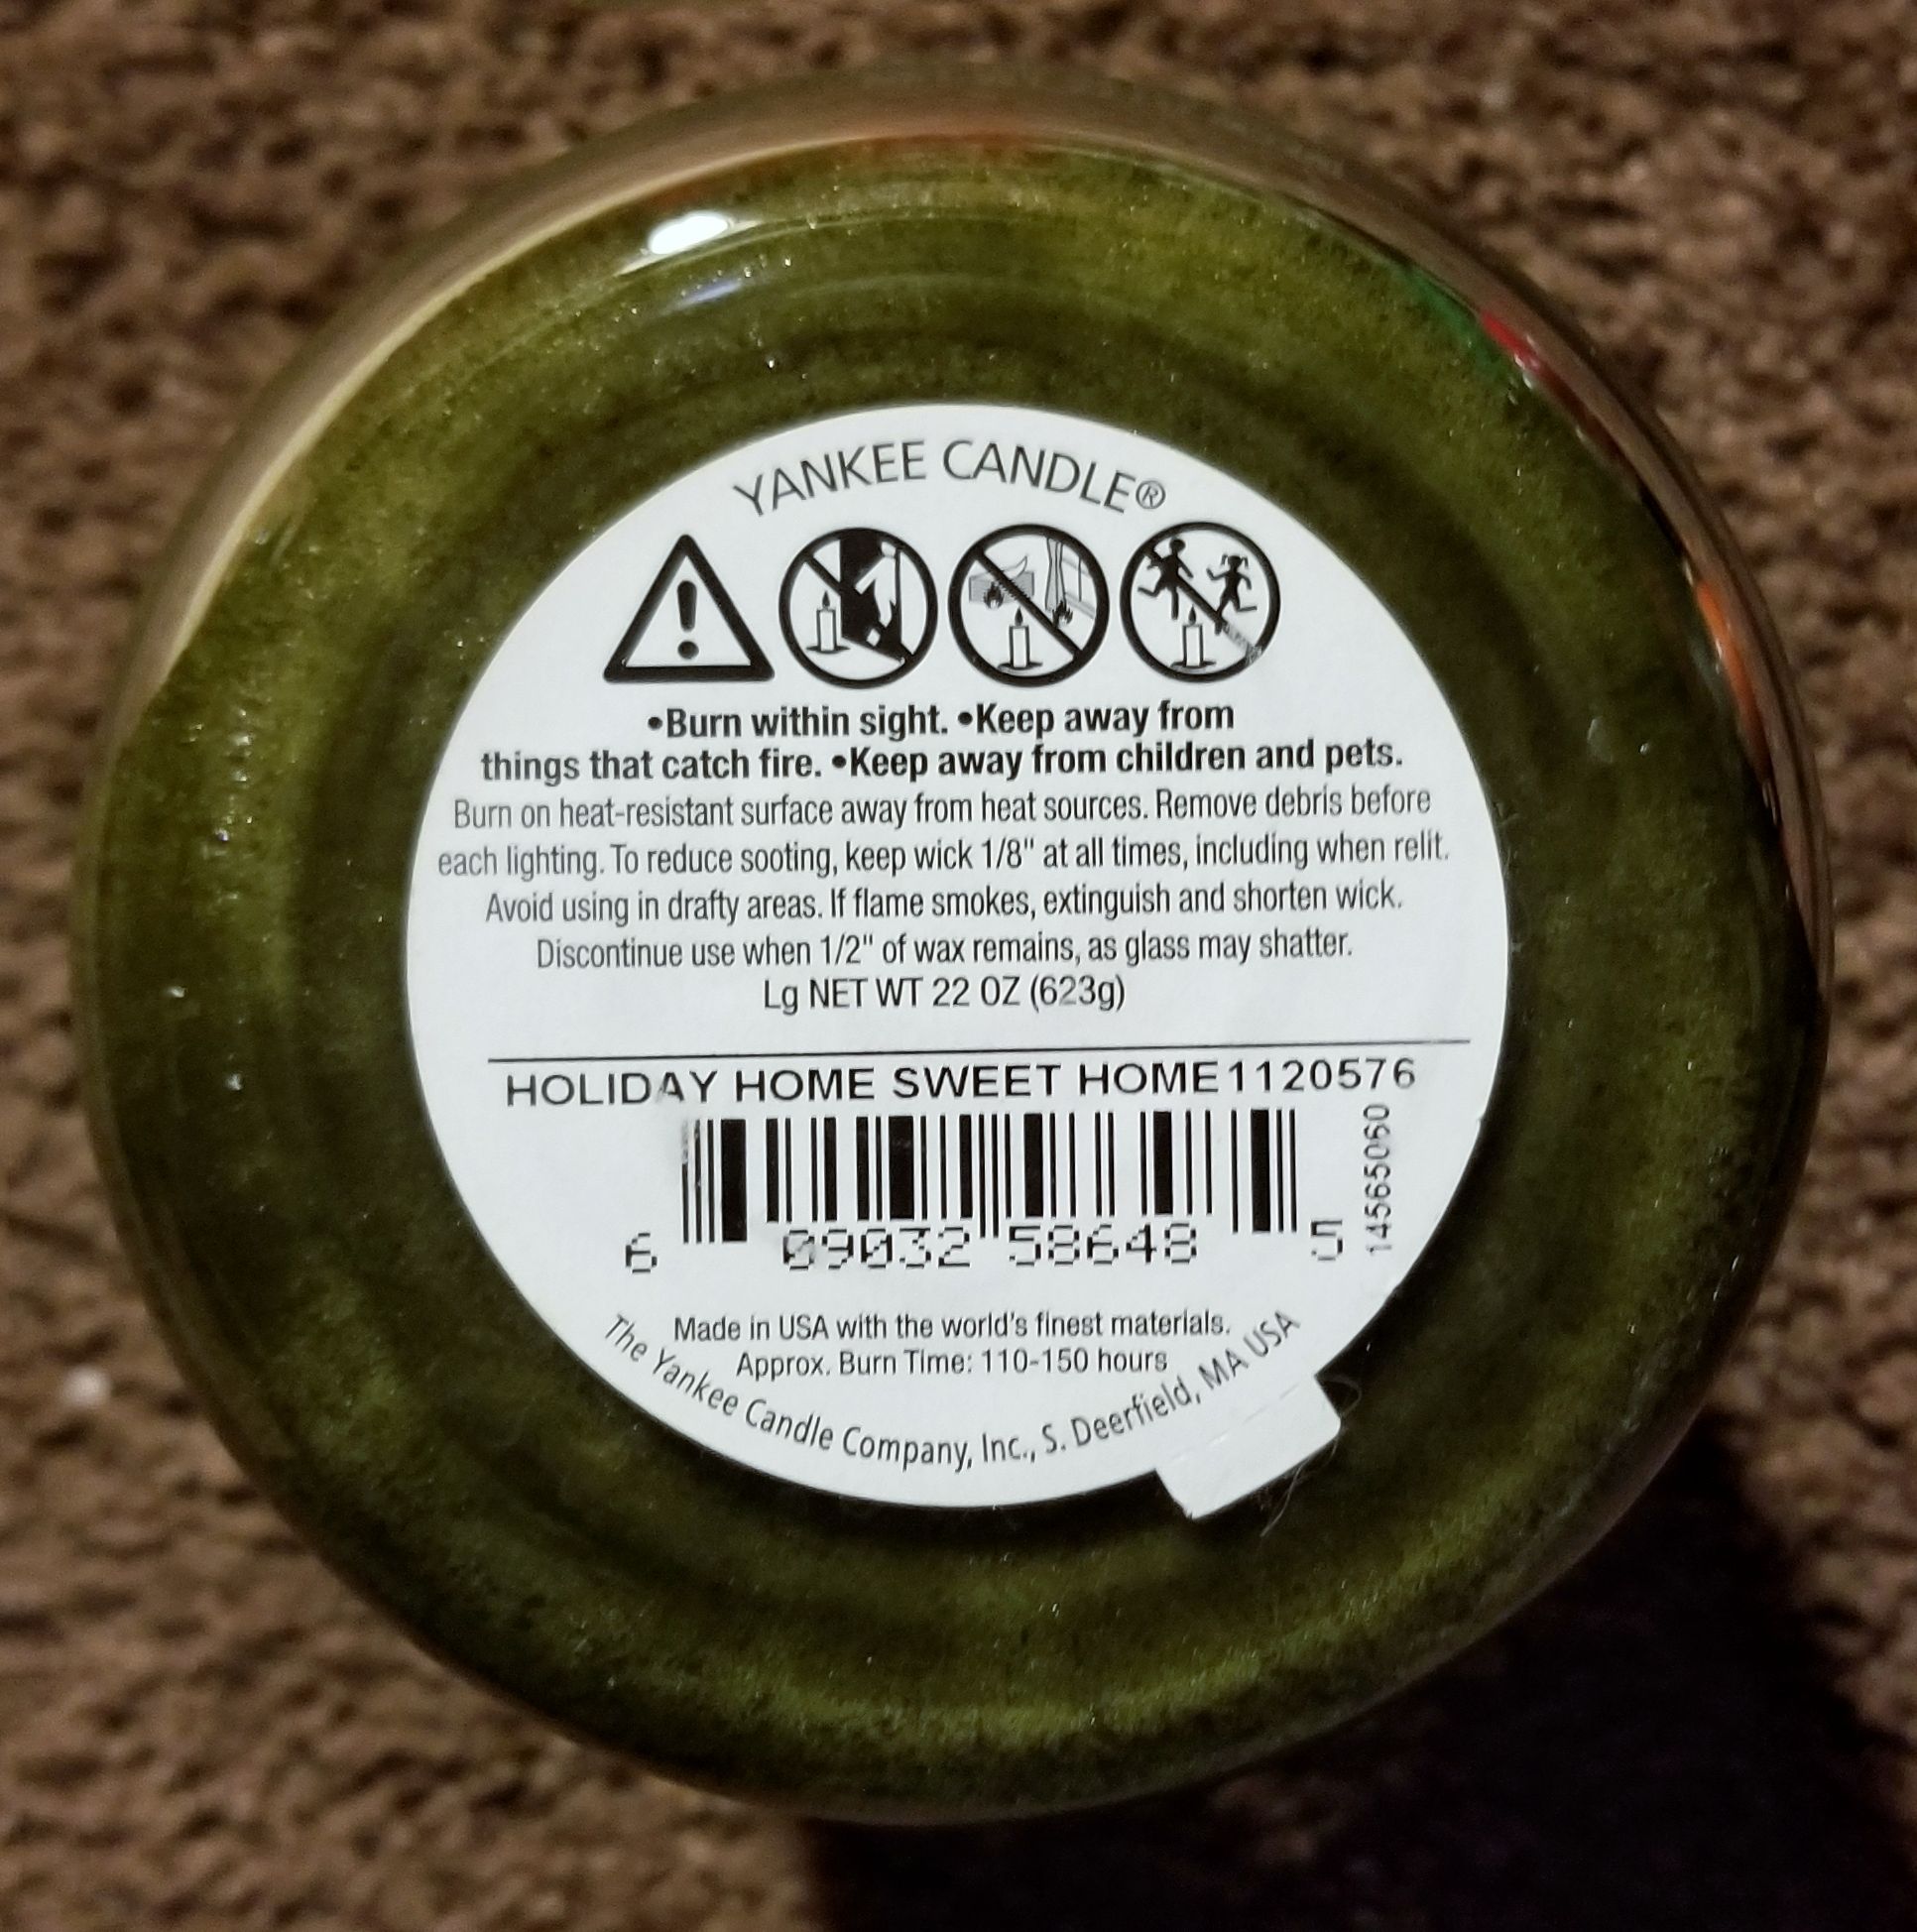 YANKEE CANDLE®
•Burn within sight. •Keep away from
things that catch fire. •Keep away from children and pets.
Burn on heat-resistant surface away from heat sources. Remove debris before
each lighting. To reduce sooting, keep wick 1/8" at all times, including when relit.
Avoid using in drafty areas. If flame smokes, extinguish and shorten wick.
Discontinue use when 1/2" of wax remains, as glass may shatter.
Lg NET WT 22 OZ (623g)
HOLIDAY HOME SWEET HOME1120576
6 09032 58648 5
14565060
Made in USA with the world's finest materials.
Approx. Burn Time: 110-150 hours
The Yankee Candle Company, Inc., S. Deerfield, MA USA